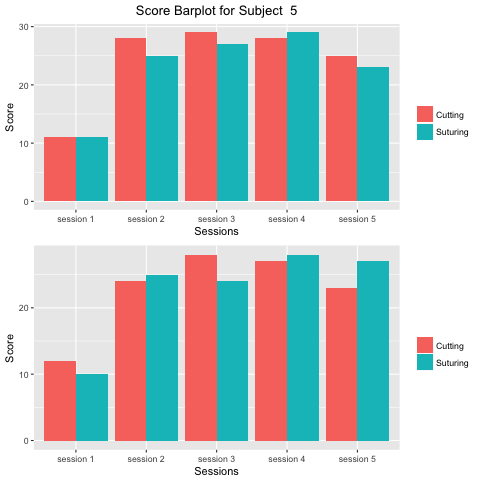 Score Barplot for Subject  5
30
20
10
0
Score
session 1 session 2 session 3 session 4 session 5
Sessions
Cutting
Suturing
20
10
0
Score
session 1 session 2 session 3 session 4 session 5
Sessions
Cutting
Suturing